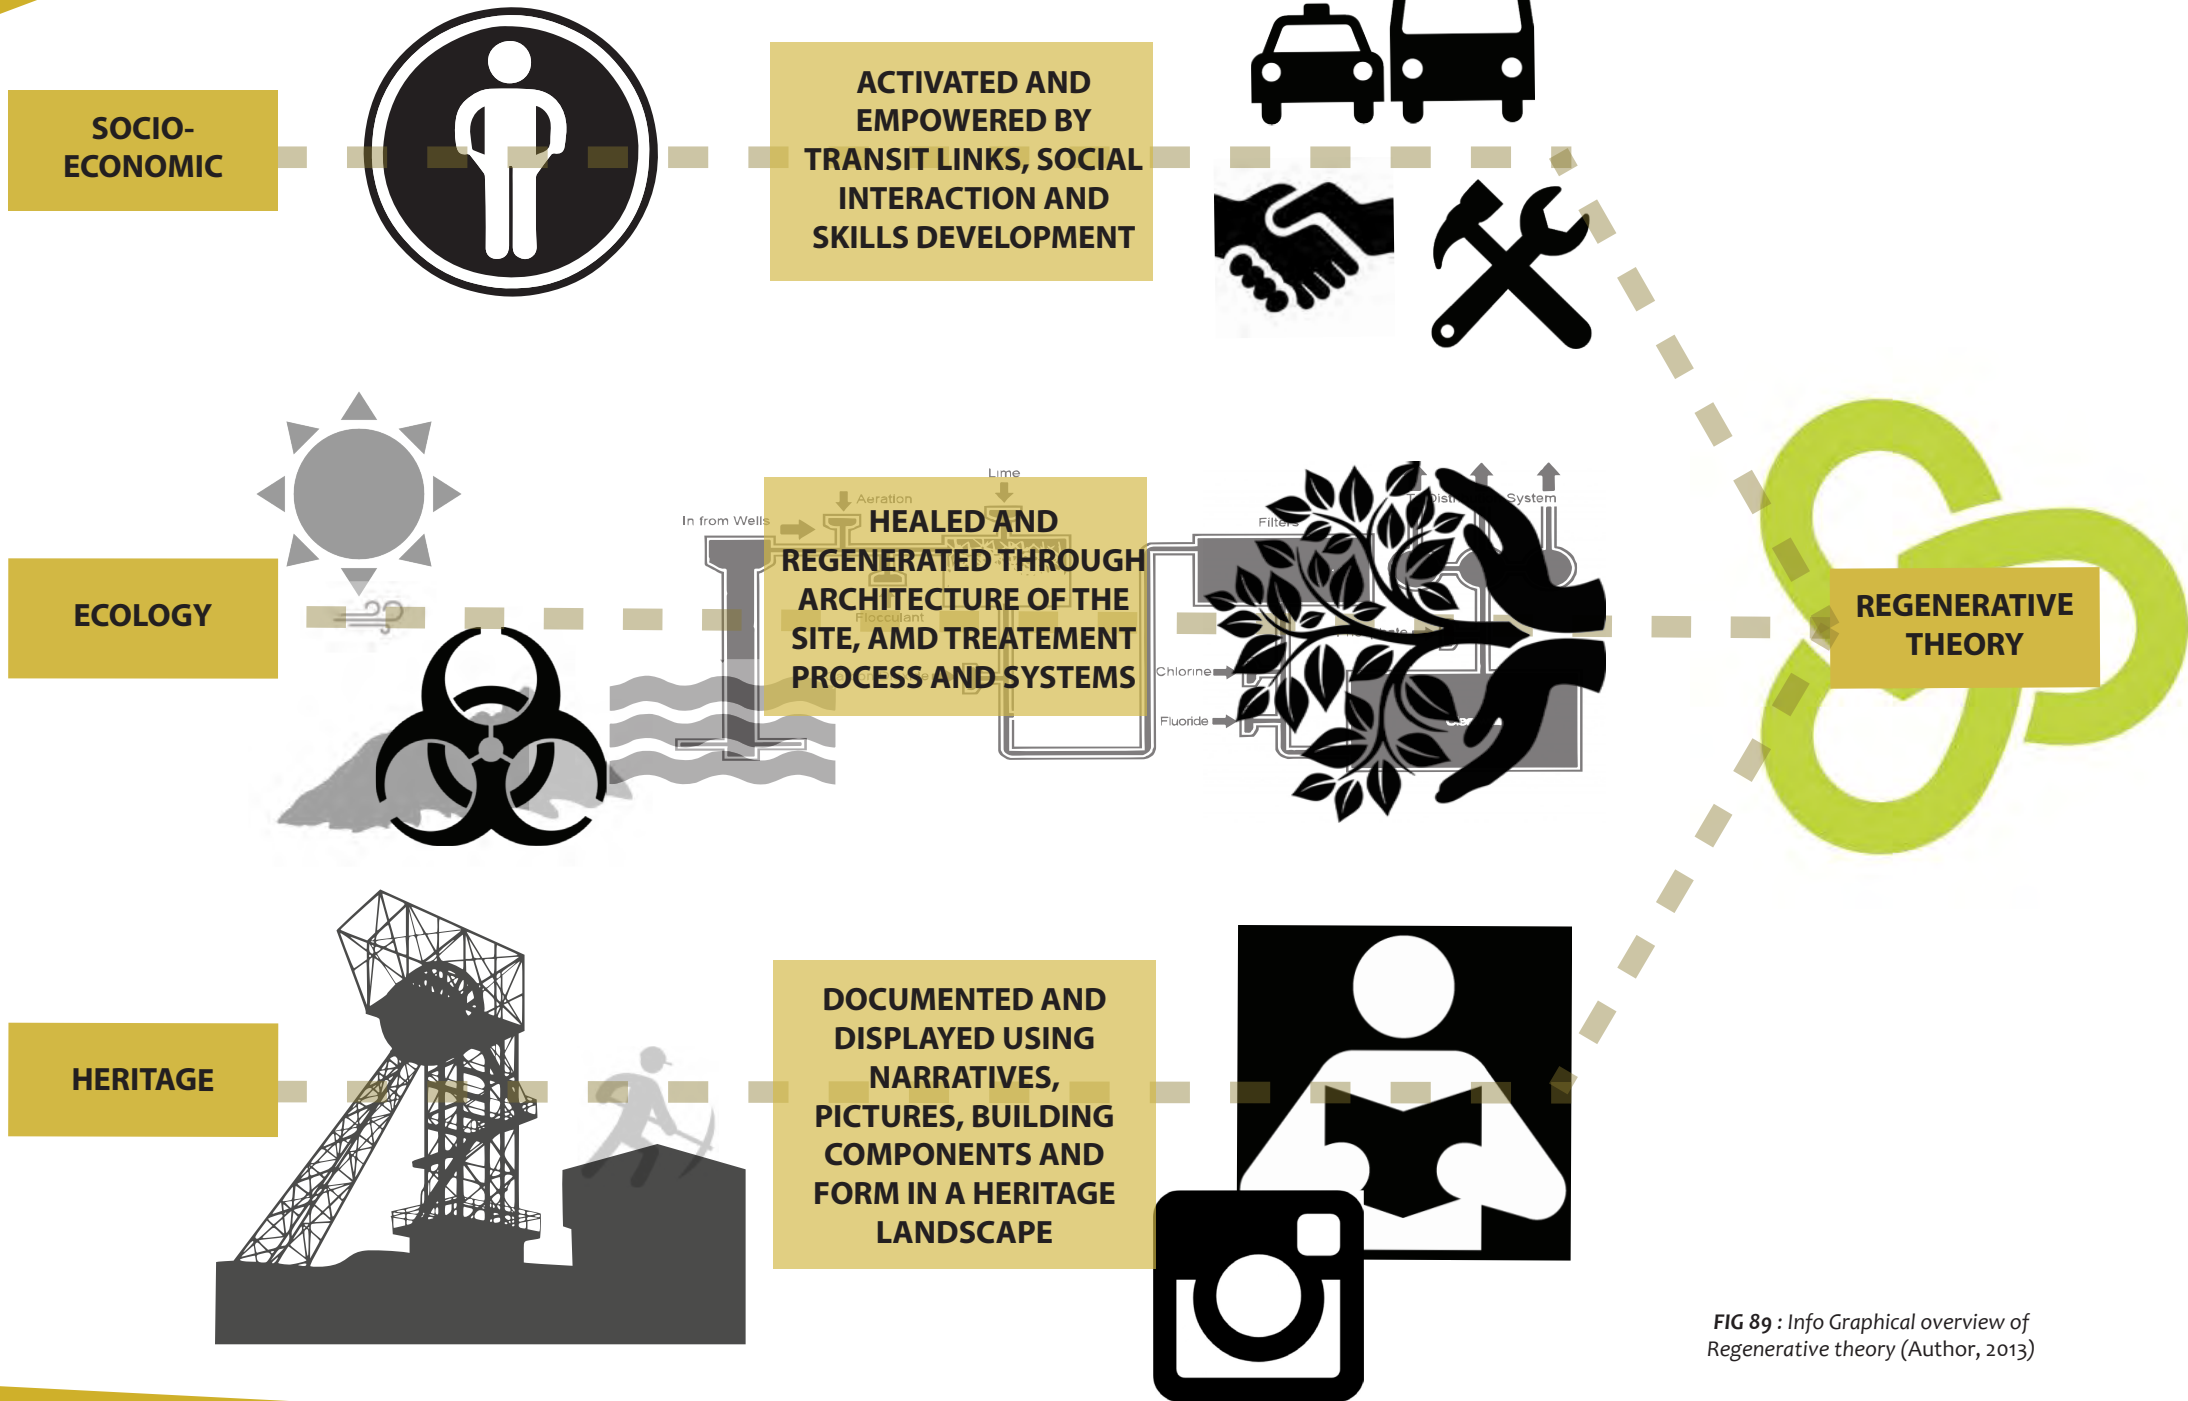 SOCIO-
ECONOMIC
ACTIVATED AND
EMPOWERED BY
TRANSIT LINKS, SOCIAL
INTERACTION AND
SKILLS DEVELOPMENT
ECOLOGY
In from Wells
Aeration
Lime
Flocculant
HEALED AND
REGENERATED THROUGH
ARCHITECTURE OF THE
SITE, AMD TREATEMENT
PROCESS AND SYSTEMS
Filters
System
Chlorine
Fluoride
REGENERATIVE
THEORY
HERITAGE
DOCUMENTED AND
DISPLAYED USING
NARRATIVES,
PICTURES, BUILDING
COMPONENTS AND
FORM IN A HERITAGE
LANDSCAPE
FIG 89 : Info Graphical overview of
Regenerative theory (Author, 2013)